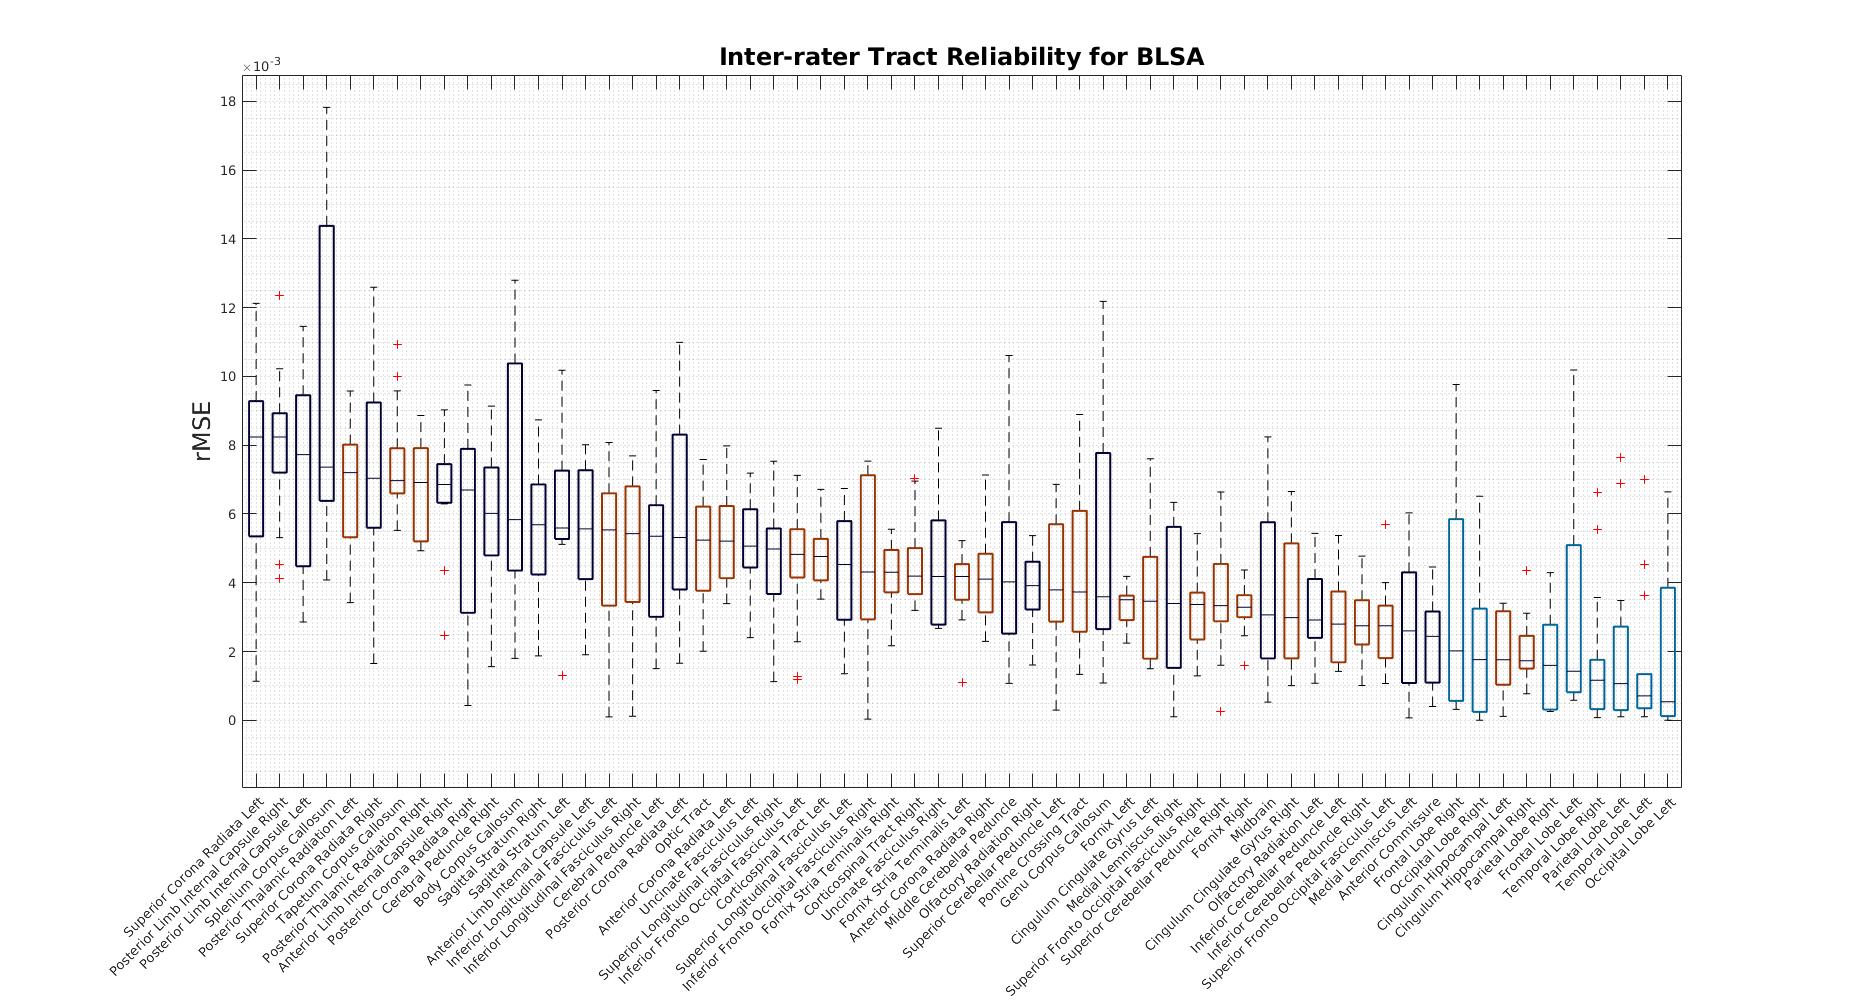 Inter-rater Tract Reliability for BLSA
×10-3
18
16
14
12
10
8
6
4
2
0
rMSE
Superior Corona Radiata Left
Posterior Limb Internal Capsule Right
Posterior Limb Internal Capsule Left
Splenium Corpus Callosum
Posterior Thalamic Radiation Left
Superior Corona Radiata Right
Tapetum Corpus Callosum
Posterior Thalamic Radiation Right
Anterior Limb Internal Capsule Right
Posterior Corona Radiata Right
Cerebral Peduncle Right
Body Corpus Callosum
Sagittal Stratum Right
Sagittal Stratum Left
Anterior Limb Internal Capsule Left
Inferior Longitudinal Fasciculus Left
Inferior Longitudinal Fasciculus Right
Cerebral Peduncle Left
Posterior Corona Radiata Left
Optic Tract
Anterior Corona Radiata Left
Uncinate Fasciculus Left
Superior Longitudinal Fasciculus Right
Inferior Fronto Occipital Fasciculus Left
Corticospinal Tract Left
Superior Longitudinal Fasciculus Left
Inferior Fronto Occipital Fasciculus Right
Fornix Stria Terminalis Right
Corticospinal Tract Right
Uncinate Fasciculus Right
Fornix Stria Terminalis Left
Anterior Corona Radiata Right
Middle Cerebellar Peduncle
Olfactory Radiation Right
Superior Cerebellar Peduncle Left
Pontine Crossing Tract
Genu Corpus Callosum
Fornix Left
Cingulum Cingulate Gyrus Left
Medial Lemniscus Right
Superior Fronto Occipital Fasciculus Right
Superior Cerebellar Peduncle Right
Fornix Right
Midbrain
Cingulum Cingulate Gyrus Right
Olfactory Radiation Left
Inferior Cerebellar Peduncle Left
Inferior Cerebellar Peduncle Right
Superior Fronto Occipital Fasciculus Left
Medial Lemniscus Left
Anterior Commissure
Frontal Lobe Right
Occipital Lobe Right
Cingulum Hippocampal Left
Cingulum Hippocampal Right
Parietal Lobe Right
Frontal Lobe Left
Temporal Lobe Right
Parietal Lobe Left
Temporal Lobe Left
Occipital Lobe Left